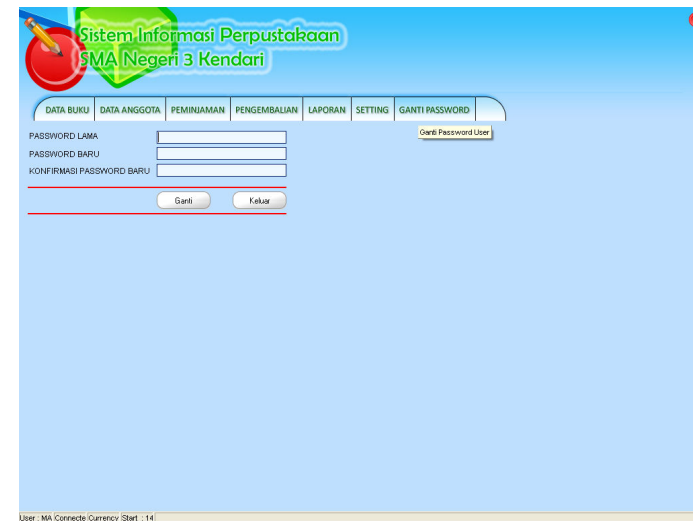 Sistem Informasi Perpustakaan
SMA Negeri 3 Kendari
DATA BUKU DATA ANGGOTA PEMINJAMAN PENGEMBALIAN LAPORAN SETTING GANTI PASSWORD
Ganti Password User
PASSWORD LAMA
PASSWORD BARU
KONFIRMASI PASSWORD BARU
Ganti Keluar
User : MA Connecte Currency Start : 14